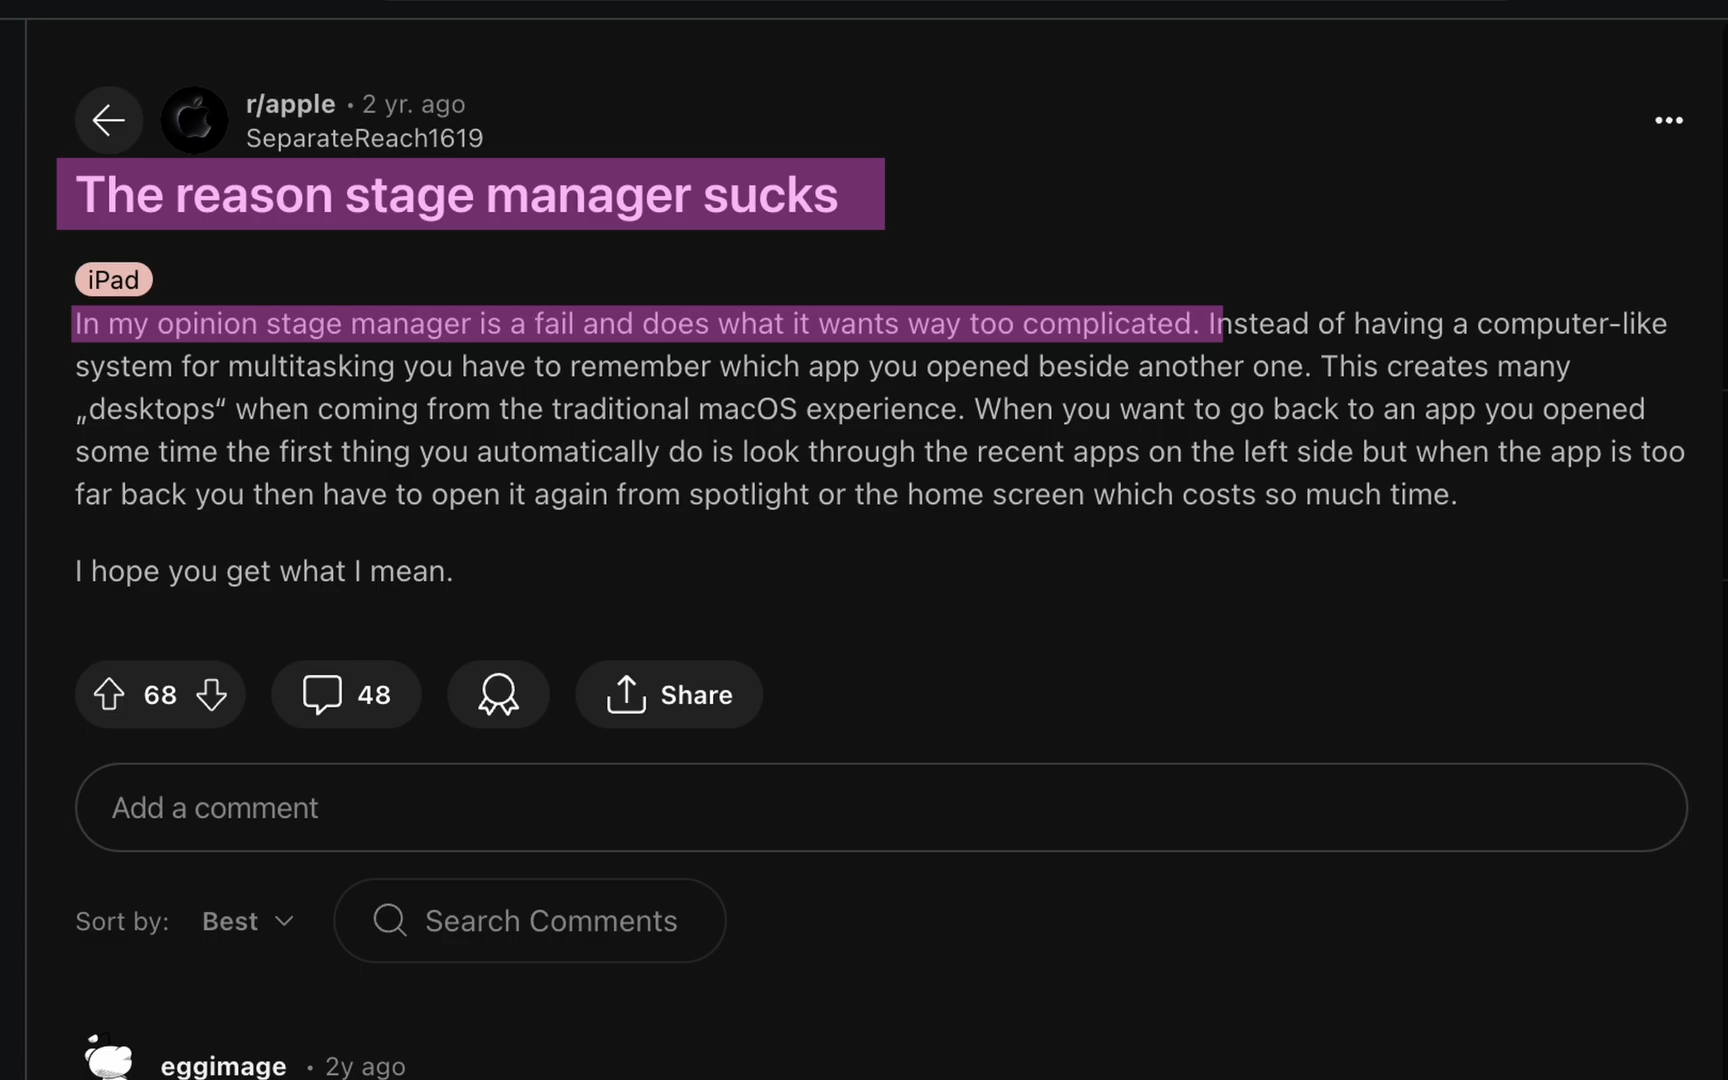 r/apple • 2 yr. ago
SeparateReach1619
The reason stage manager sucks
iPad
In my opinion stage manager is a fail and does what it wants way too complicated. Instead of having a computer-like
system for multitasking you have to remember which app you opened beside another one. This creates many
„desktops“ when coming from the traditional macOS experience. When you want to go back to an app you opened
some time the first thing you automatically do is look through the recent apps on the left side but when the app is too
far back you then have to open it again from spotlight or the home screen which costs so much time.
I hope you get what I mean.
68
48
Share
Add a comment
Sort by: Best
Search Comments
eggimage • 2y ago